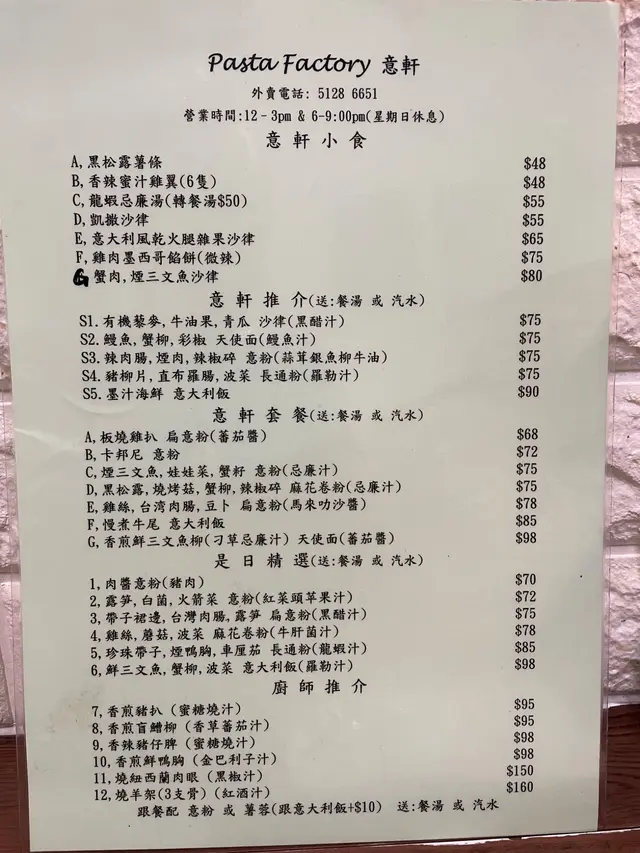 Pasta Factory 意軒
外賣電話: 5128 6651
營業時間:12-3pm & 6-9:00pm(星期日休息)
意軒小食
A,黑松露薯條 $48
B,香辣蜜汁雞翼(6隻) $48
C,龍蝦忌廉湯(轉餐湯$50) $55
D,凱撒沙律 $55
E,意大利風乾火腿雜果沙律 $65
F,雞肉墨西哥餡餅(微辣) $75
G 蟹肉,煙三文魚沙律 $80
意軒推介(送:餐湯 或 汽水)
S1.有機藜麥,牛油果,青瓜 沙律(黑醋汁) $75
S2.鰻魚,蟹柳,彩椒 天使面(鰻魚汁) $75
S3.辣肉腸,煙肉,辣椒碎 意粉(蒜茸銀魚柳牛油) $75
S4.豬柳片,直布羅腸,波菜 長通粉(羅勒汁) $75
S5.墨汁海鮮 意大利飯 $90
意軒套餐(送:餐湯 或 汽水)
A,板燒雞扒 扁意粉(蕃茄醬) $68
B,卡邦尼 意粉 $72
C,煙三文魚,娃娃菜,蟹籽 意粉(忌廉汁) $75
D,黑松露,燒烤菇,蟹柳,辣椒碎 麻花卷粉(忌廉汁) $75
E,雞絲,台湾肉腸,豆卜 扁意粉(馬來叻沙醬) $78
F,慢煮牛尾 意大利飯 $85
G,香煎鮮三文魚柳(刁草忌廉汁) 天使面(蕃茄醬) $98
是日精選(送:餐湯 或 汽水)
1,肉醬意粉(豬肉) $70
2,露笋,白菌,火箭菜 意粉(紅菜頭苹果汁) $72
3,帶子裙邊,台灣肉腸,露笋 扁意粉(黑醋汁) $75
4,雞絲,蘑菇,波菜 麻花卷粉(牛肝菌汁) $78
5,珍珠帶子,煙鴨胸,車厘茄 長通粉(龍蝦汁) $85
6,鮮三文魚,蟹柳,波菜 意大利飯(羅勒汁) $98
廚師推介
7,香煎豬扒 (蜜糖燒汁) $95
8,香煎盲鰽柳 (香草蕃茄汁) $95
9,香辣豬仔脾 (蜜糖燒汁) $98
10,香煎鮮鴨胸 (金巴利子汁) $98
11,燒紐西蘭肉眼 (黑椒汁) $150
12,燒羊架(3支骨) (紅酒汁) $160
跟餐配 意粉 或 薯蓉(跟意大利飯+$10) 送:餐湯 或 汽水